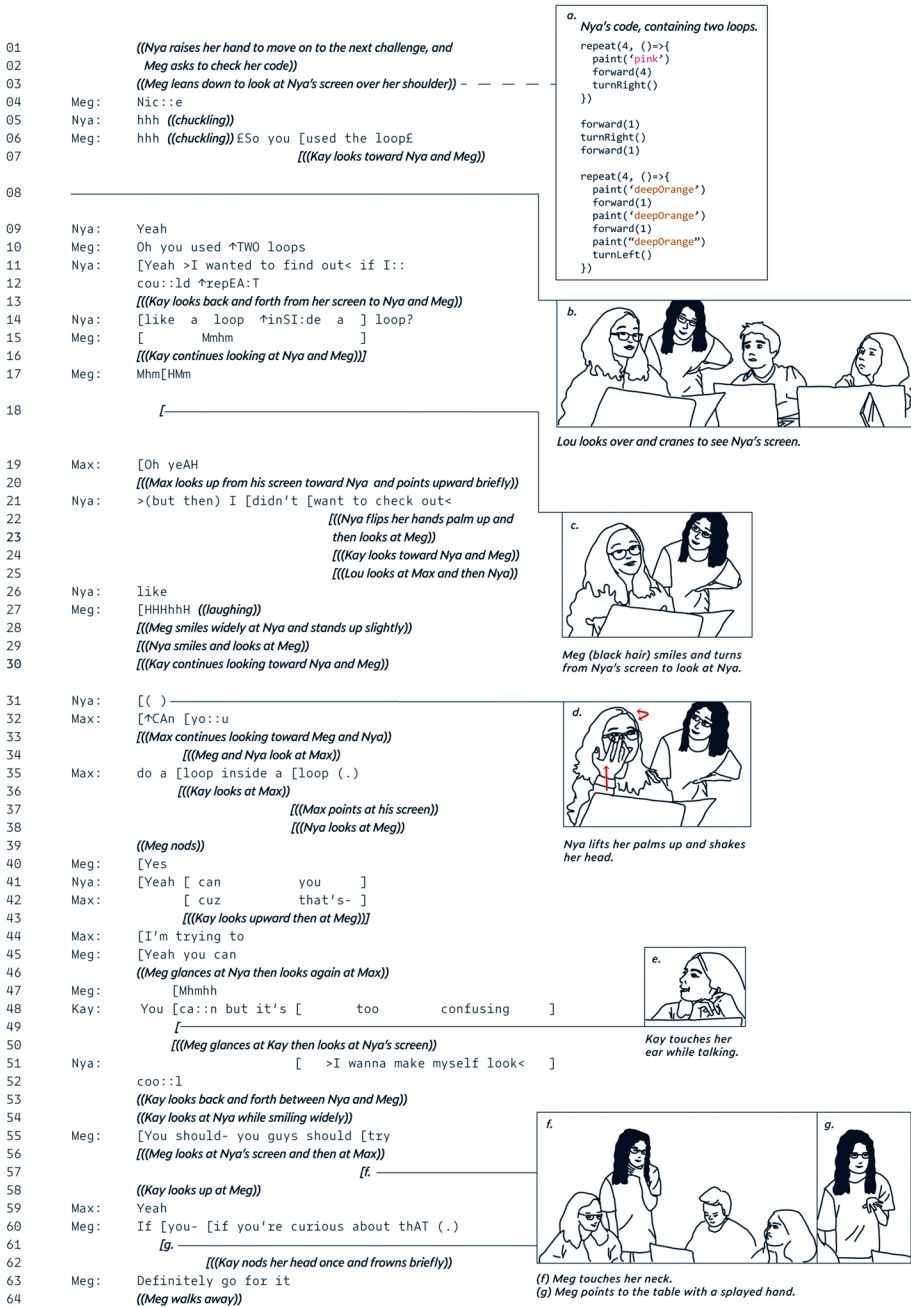 01 ((Nya raises her hand to move on to the next challenge, and
02 Meg asks to check her code))
03 ((Meg leans down to look at Nya's screen over her shoulder))
04 Meg: Nic::e
05 Nya: hhh ((chuckling))
06 Meg: hhh ((chuckling)) £So you [used the loop£
07 [((Kay looks toward Nya and Meg))
08
09 Nya: Yeah
10 Meg: Oh you used ↑TWO loops
11 Nya: [Yeah >I wanted to find out< if I::
12 cou::ld ↑repEA:T
13 [((Kay looks back and forth from her screen to Nya and Meg))
14 Nya: [like a loop ↑inSI:de a ] loop?
15 Meg: [ Mmhm ]
16 [((Kay continues looking at Nya and Meg))]
17 Meg: Mhm[HMm
18 [
19 Max: [Oh yeAH
20 [((Max looks up from his screen toward Nya and points upward briefly))
21 Nya: >(but then) I [didn't [want to check out<
22 [((Nya flips her hands palm up and
23 then looks at Meg))
24 [((Kay looks toward Nya and Meg))
25 [((Lou looks at Max and then Nya))
26 Nya: like
27 Meg: [HHHhhH ((laughing))
28 [((Meg smiles widely at Nya and stands up slightly))
29 [((Nya smiles and looks at Meg))
30 [((Kay continues looking toward Nya and Meg))
31 Nya: [( )
32 Max: [↑CAn [yo::u
33 [((Max continues looking toward Meg and Nya))
34 [((Meg and Nya look at Max))
35 Max: do a [loop inside a [loop (.)
36 [((Kay looks at Max))
37 [((Max points at his screen))
38 [((Nya looks at Meg))
39 ((Meg nods))
40 Meg: [Yes
41 Nya: [Yeah [ can you ]
42 Max: [ cuz that's- ]
43 [((Kay looks upward then at Meg))]
44 Max: [I'm trying to
45 Meg: [Yeah you can
46 ((Meg glances at Nya then looks again at Max))
47 Meg: [Mhmhh
48 Kay: You [ca::n but it's [ too confusing ]
49 [
50 [((Meg glances at Kay then looks at Nya's screen))
51 Nya: [ >I wanna make myself look< ]
52 coo::l
53 ((Kay looks back and forth between Nya and Meg))
54 ((Kay looks at Nya while smiling widely))
55 Meg: [You should- you guys should [try
56 [((Meg looks at Nya's screen and then at Max))
57 [f.
58 ((Kay looks up at Meg))
59 Max: Yeah
60 Meg: If [you- [if you're curious about thAT (.)
61 [g.
62 [((Kay nods her head once and frowns briefly))
63 Meg: Definitely go for it
64 ((Meg walks away))
a.
Nya's code, containing two loops.
repeat(4, ()=>{
paint('pink')
forward(4)
turnRight()
})
forward(1)
turnRight()
forward(1)
repeat(4, ()=>{
paint('deepOrange')
forward(1)
paint('deepOrange')
forward(1)
paint("deepOrange")
turnLeft()
})
b.
Lou looks over and cranes to see Nya's screen.
c.
Meg (black hair) smiles and turns
from Nya's screen to look at Nya.
d.
Nya lifts her palms up and shakes
her head.
e.
Kay touches her
ear while talking.
f.
g.
(f) Meg touches her neck.
(g) Meg points to the table with a splayed hand.